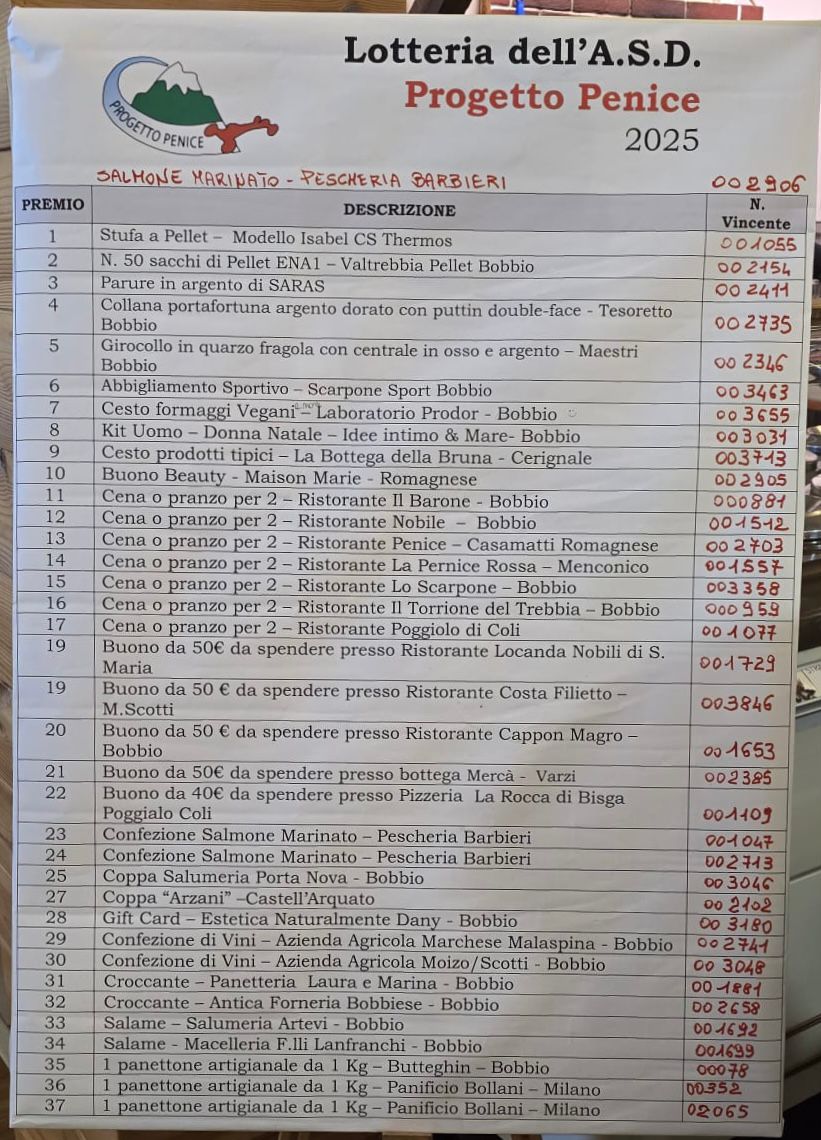 Lotteria dell'A.S.D.
Progetto Penice
2025
PROGETTO PENICE
SALMONE MARINATO - PESCHERIA BARBIERI 002906
PREMIO DESCRIZIONE N. Vincente
1 Stufa a Pellet – Modello Isabel CS Thermos 001055
2 N. 50 sacchi di Pellet ENA1 – Valtrebbia Pellet Bobbio 002154
3 Parure in argento di SARAS 002411
4 Collana portafortuna argento dorato con puttin double-face - Tesoretto
Bobbio 002735
5 Girocollo in quarzo fragola con centrale in osso e argento – Maestri
Bobbio 002346
6 Abbigliamento Sportivo – Scarpone Sport Bobbio 003463
7 Cesto formaggi Vegani – Laboratorio Prodor - Bobbio 003655
8 Kit Uomo – Donna Natale – Idee intimo & Mare- Bobbio 003031
9 Cesto prodotti tipici – La Bottega della Bruna - Cerignale 003713
10 Buono Beauty - Maison Marie - Romagnese 002905
11 Cena o pranzo per 2 – Ristorante Il Barone - Bobbio 000881
12 Cena o pranzo per 2 – Ristorante Nobile – Bobbio 001512
13 Cena o pranzo per 2 – Ristorante Penice – Casamatti Romagnese 002703
14 Cena o pranzo per 2 – Ristorante La Pernice Rossa – Menconico 001557
15 Cena o pranzo per 2 – Ristorante Lo Scarpone – Bobbio 003358
16 Cena o pranzo per 2 – Ristorante Il Torrione del Trebbia – Bobbio 000959
17 Cena o pranzo per 2 – Ristorante Poggiolo di Coli 001077
19 Buono da 50€ da spendere presso Ristorante Locanda Nobili di S.
Maria 001729
19 Buono da 50 € da spendere presso Ristorante Costa Filietto –
M.Scotti 003846
20 Buono da 50 € da spendere presso Ristorante Cappon Magro –
Bobbio 001653
21 Buono da 50€ da spendere presso bottega Mercà - Varzi 002385
22 Buono da 40€ da spendere presso Pizzeria La Rocca di Bisga
Poggialo Coli 001109
23 Confezione Salmone Marinato – Pescheria Barbieri 001047
24 Confezione Salmone Marinato – Pescheria Barbieri 002713
25 Coppa Salumeria Porta Nova - Bobbio 003046
27 Coppa "Arzani" –Castell'Arquato 002102
28 Gift Card – Estetica Naturalmente Dany - Bobbio 003180
29 Confezione di Vini – Azienda Agricola Marchese Malaspina - Bobbio 002741
30 Confezione di Vini – Azienda Agricola Moizo/Scotti - Bobbio 003048
31 Croccante – Panetteria Laura e Marina - Bobbio 001881
32 Croccante – Antica Forneria Bobbiese - Bobbio 002658
33 Salame – Salumeria Artevi - Bobbio 001692
34 Salame - Macelleria F.lli Lanfranchi - Bobbio 001699
35 1 panettone artigianale da 1 Kg – Butteghin – Bobbio 00078
36 1 panettone artigianale da 1 Kg – Panificio Bollani – Milano 00352
37 1 panettone artigianale da 1 Kg – Panificio Bollani – Milano 02065